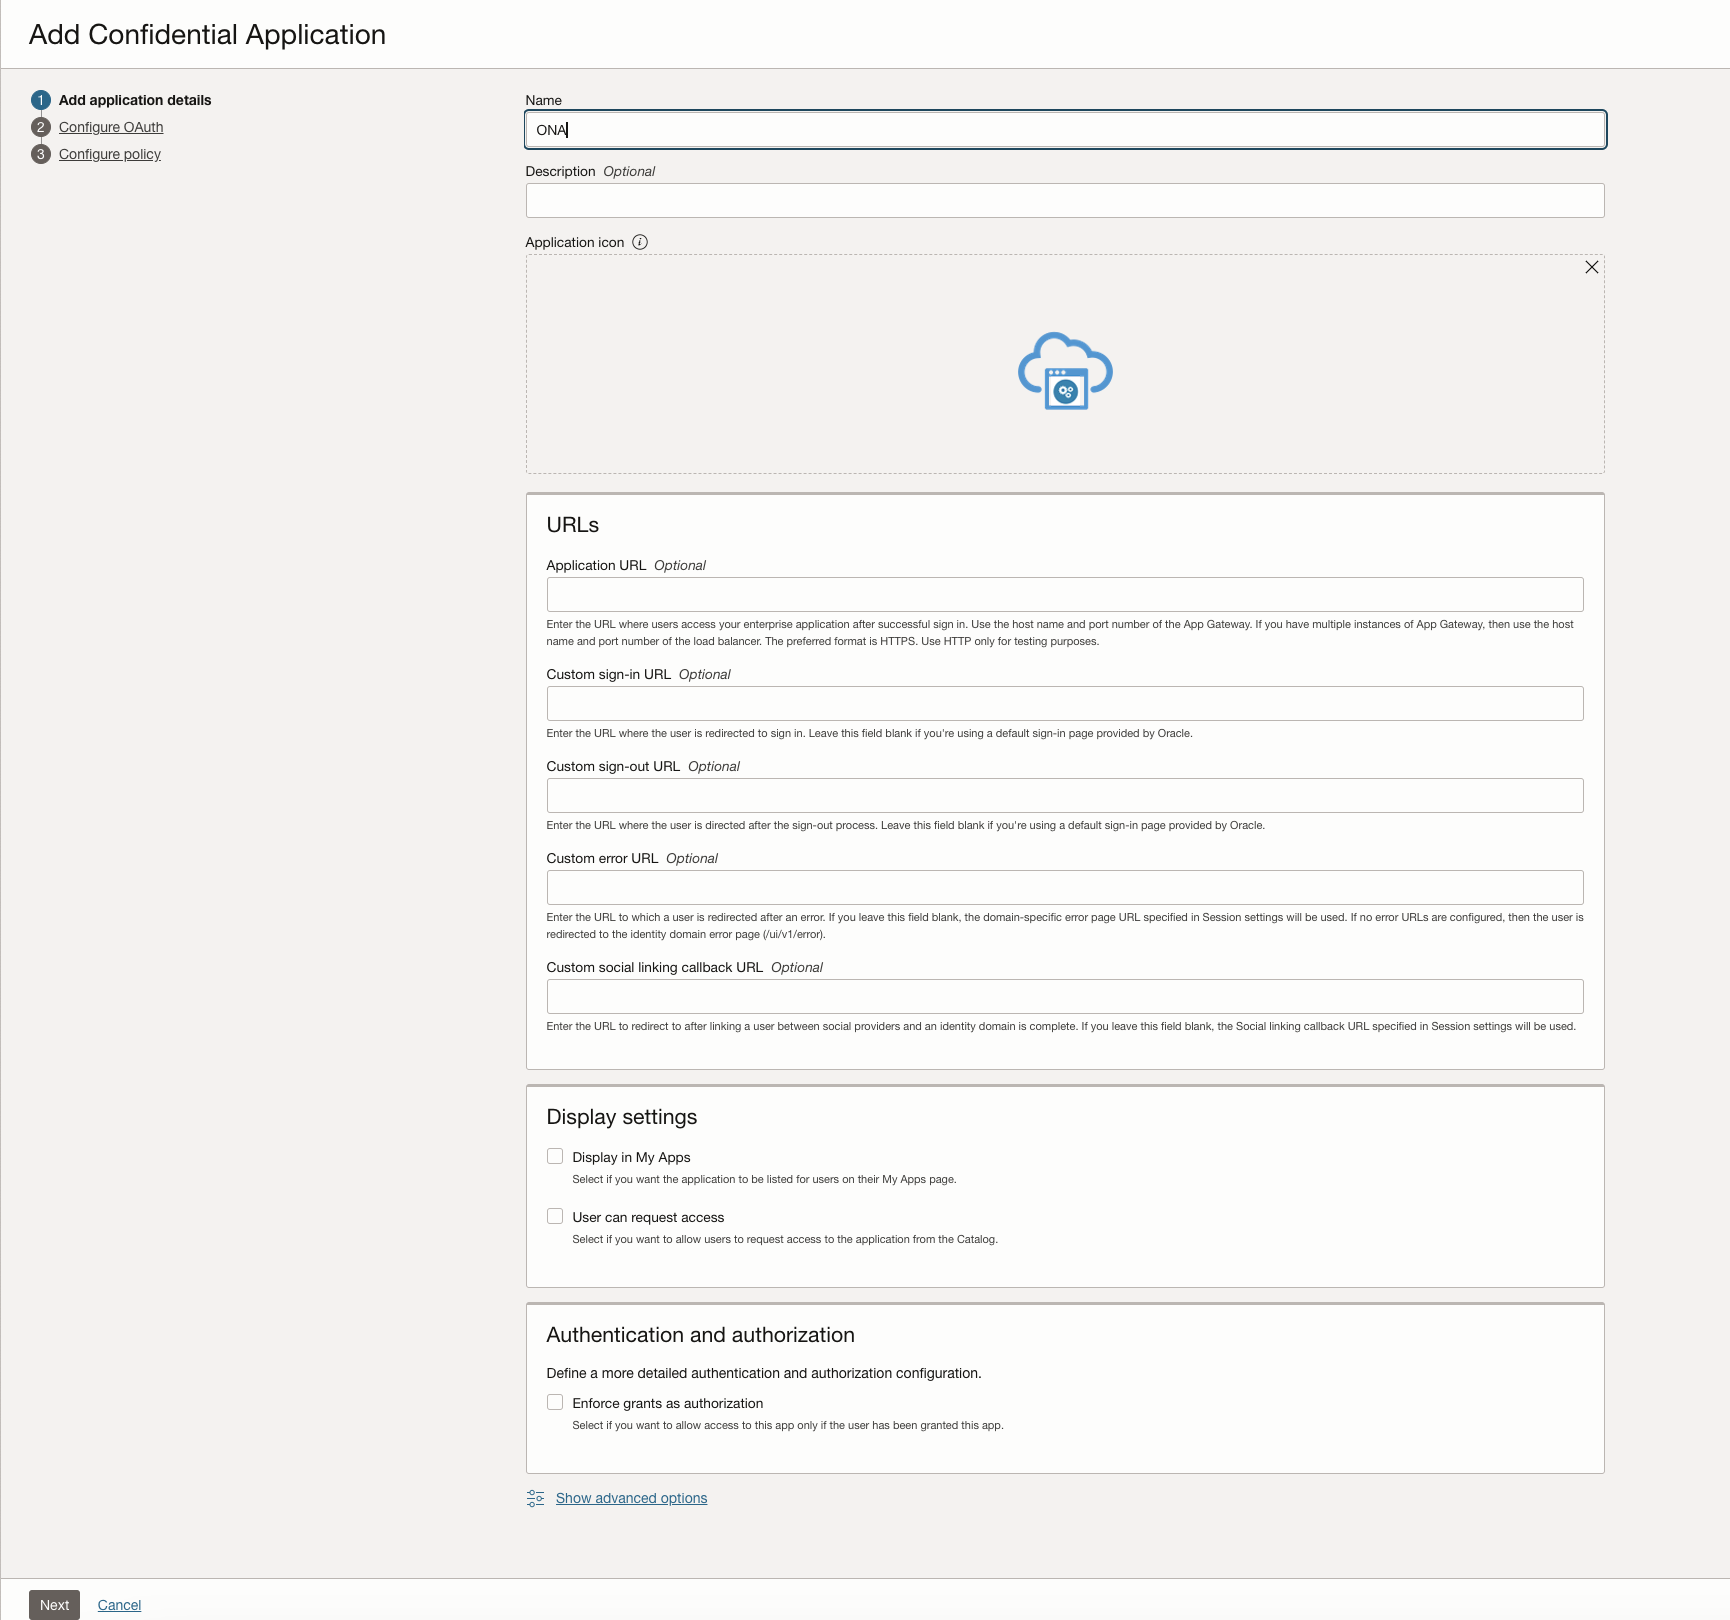 Add Confidential Application
1 Add application details
2 Configure OAuth
3 Configure policy
Name
ONA
Description Optional
Application icon i
URLs
Application URL Optional
Enter the URL where users access your enterprise application after successful sign in. Use the host name and port number of the App Gateway. If you have multiple instances of App Gateway, then use the host
name and port number of the load balancer. The preferred format is HTTPS. Use HTTP only for testing purposes.
Custom sign-in URL Optional
Enter the URL where the user is redirected to sign in. Leave this field blank if you're using a default sign-in page provided by Oracle.
Custom sign-out URL Optional
Enter the URL where the user is directed after the sign-out process. Leave this field blank if you're using a default sign-in page provided by Oracle.
Custom error URL Optional
Enter the URL to which a user is redirected after an error. If you leave this field blank, the domain-specific error page URL specified in Session settings will be used. If no error URLs are configured, then the user is
redirected to the identity domain error page (/ui/v1/error).
Custom social linking callback URL Optional
Enter the URL to redirect to after linking a user between social providers and an identity domain is complete. If you leave this field blank, the Social linking callback URL specified in Session settings will be used.
Display settings
Display in My Apps
Select if you want the application to be listed for users on their My Apps page.
User can request access
Select if you want to allow users to request access to the application from the Catalog.
Authentication and authorization
Define a more detailed authentication and authorization configuration.
Enforce grants as authorization
Select if you want to allow access to this app only if the user has been granted this app.
Show advanced options
Next Cancel